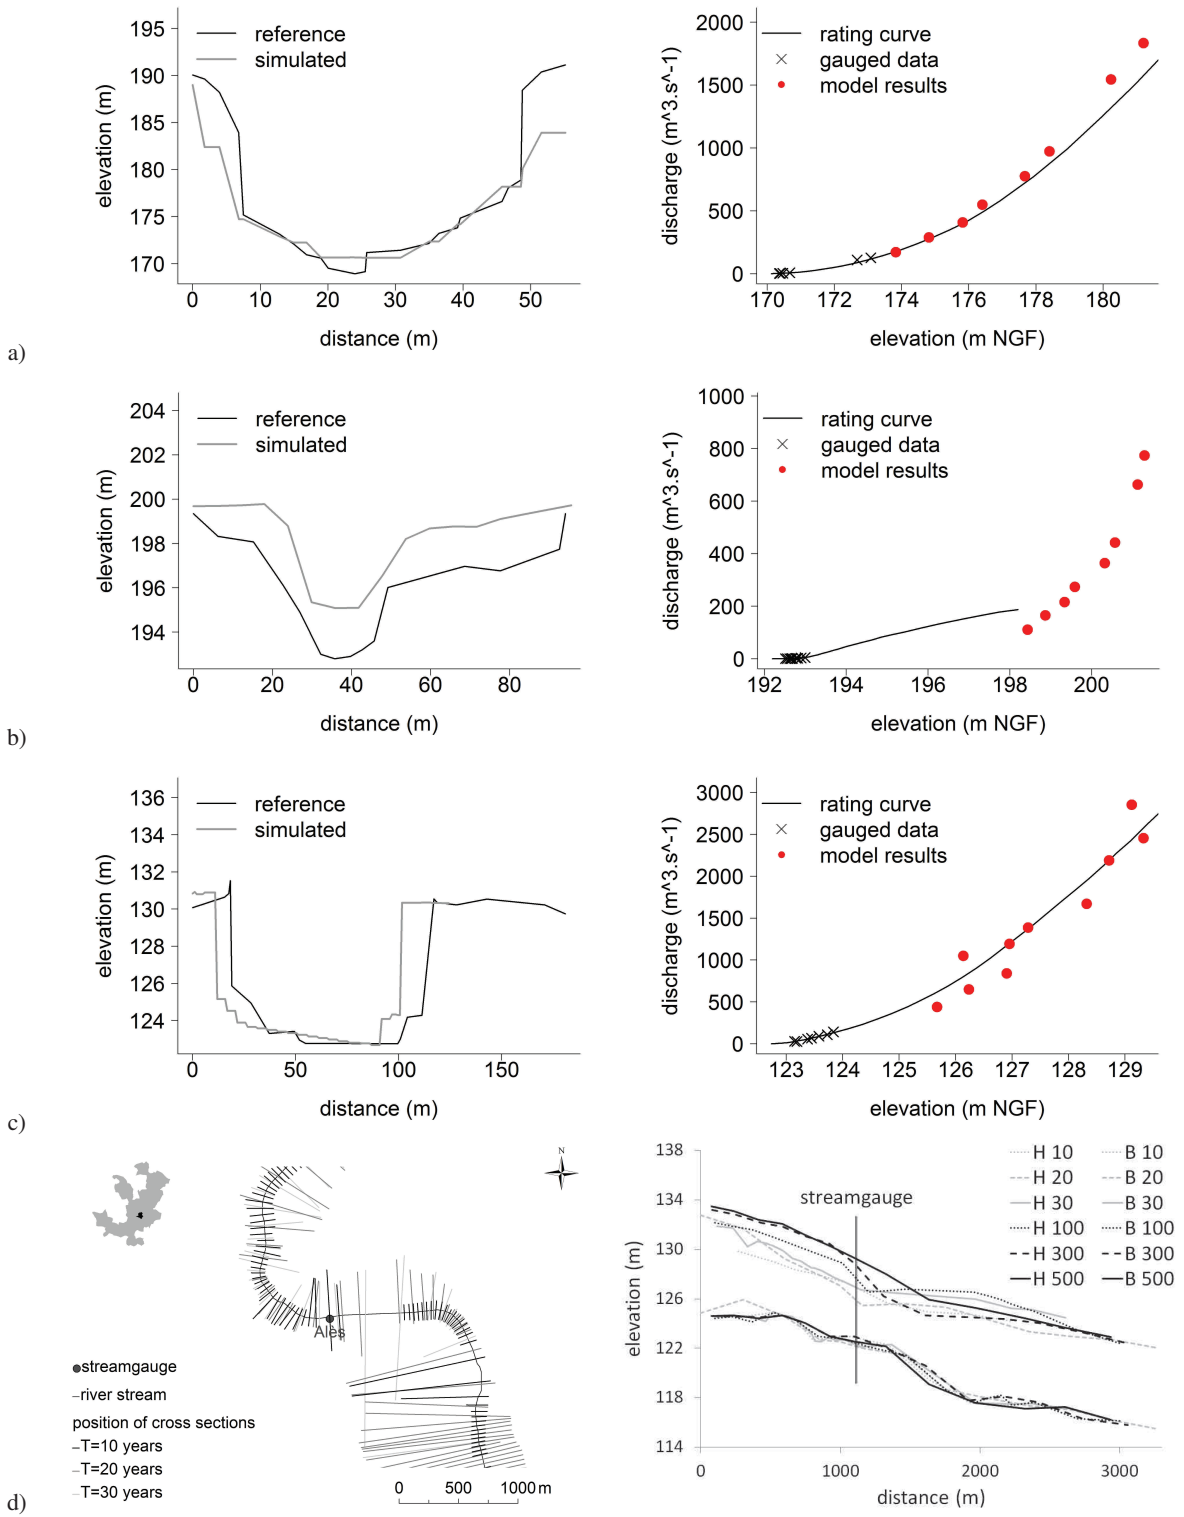 reference
simulated
195
190
185
180
175
170
elevation (m)
0 10 20 30 40 50
distance (m)
rating curve
gauged data
model results
2000
1500
1000
500
0
discharge (m^3.s^-1)
170 172 174 176 178 180
elevation (m NGF)
a)
reference
simulated
204
202
200
198
196
194
elevation (m)
0 20 40 60 80
distance (m)
rating curve
gauged data
model results
1000
800
600
400
200
0
discharge (m^3.s^-1)
192 194 196 198 200
elevation (m NGF)
b)
reference
simulated
136
134
132
130
128
126
124
elevation (m)
0 50 100 150
distance (m)
rating curve
gauged data
model results
3000
2500
2000
1500
1000
500
0
discharge (m^3.s^-1)
123 124 125 126 127 128 129
elevation (m NGF)
c)
N
Alès
streamgauge
river stream
position of cross sections
T=10 years
T=20 years
T=30 years
0 500 1000 m
138
134
130
126
122
118
114
elevation (m)
streamgauge
H 10 B 10
H 20 B 20
H 30 B 30
H 100 B 100
H 300 B 300
H 500 B 500
0 1000 2000 3000
distance (m)
d)